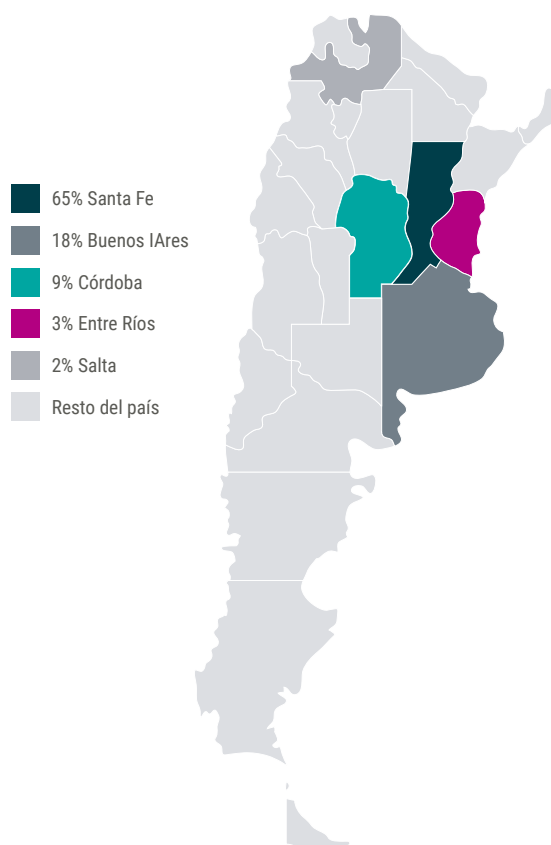 65% Santa Fe
18% Buenos IAres
9% Córdoba
3% Entre Ríos
2% Salta
Resto del país